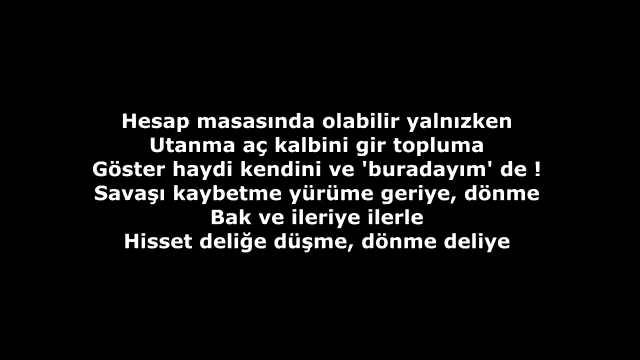 Hesap masasında olabilir yalnızken
Utanma aç kalbini gir topluma
Göster haydi kendini ve 'buradayım' de !
Savaşı kaybetme yürüme geriye, dönme
Bak ve ileriye ilerle
Hisset deliğe düşme, dönme deliye